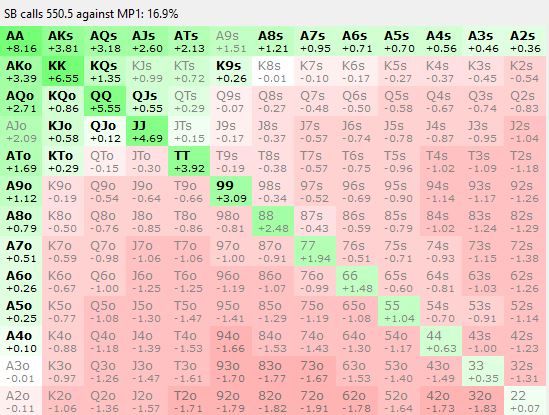 SB calls 550.5 against MP1: 16.9%
AA AKs AQs AJs ATs A9s A8s A7s A6s A5s A4s A3s A2s
+8.16 +3.81 +3.18 +2.60 +2.13 +1.51 +1.21 +0.95 +0.71 +0.70 +0.56 +0.46 +0.36
AKo KK KQs KJs KTs K9s K8s K7s K6s K5s K4s K3s K2s
+3.39 +6.55 +1.35 +0.99 +0.72 +0.26 -0.01 -0.10 -0.17 -0.27 -0.37 -0.45 -0.54
AQo KQo QQ QJs QTs Q9s Q8s Q7s Q6s Q5s Q4s Q3s Q2s
+2.71 +0.86 +5.55 +0.55 +0.29 -0.07 -0.27 -0.48 -0.50 -0.58 -0.67 -0.74 -0.83
AJo KJo QJo JJ JTs J9s J8s J7s J6s J5s J4s J3s J2s
+2.09 +0.58 +0.12 +4.69 +0.15 -0.17 -0.37 -0.57 -0.74 -0.78 -0.87 -0.95 -1.04
ATo KTo QTo JTo TT T9s T8s T7s T6s T5s T4s T3s T2s
+1.69 +0.29 -0.15 -0.30 +3.92 -0.19 -0.38 -0.57 -0.75 -0.96 -1.02 -1.09 -1.18
A9o K9o Q9o J9o T9o 99 98s 97s 96s 95s 94s 93s 92s
+1.12 -0.19 -0.54 -0.64 -0.66 +3.09 -0.34 -0.52 -0.69 -0.90 -1.14 -1.17 -1.26
A8o K8o Q8o J8o T8o 98o 88 87s 86s 85s 84s 83s 82s
+0.79 -0.50 -0.76 -0.85 -0.86 -0.81 +2.48 -0.43 -0.59 -0.79 -1.02 -1.24 -1.29
A7o K7o Q7o J7o T7o 97o 87o 77 76s 75s 74s 73s 72s
+0.51 -0.59 -0.98 -1.06 -1.06 -1.00 -0.91 +1.94 -0.51 -0.71 -0.93 -1.15 -1.38
A6o K6o Q6o J6o T6o 96o 86o 76o 66 65s 64s 63s 62s
+0.26 -0.67 -1.00 -1.25 -1.25 -1.19 -1.07 -0.99 +1.48 -0.60 -0.81 -1.03 -1.26
A5o K5o Q5o J5o T5o 95o 85o 75o 65o 55 54s 53s 52s
+0.25 -0.77 -1.08 -1.30 -1.47 -1.41 -1.29 -1.19 -1.08 +1.04 -0.70 -0.91 -1.14
A4o K4o Q4o J4o T4o 94o 84o 74o 64o 54o 44 43s 42s
+0.10 -0.88 -1.18 -1.39 -1.53 -1.66 -1.53 -1.43 -1.30 -1.17 +0.63 -1.00 -1.23
A3o K3o Q3o J3o T3o 93o 83o 73o 63o 53o 43o 33 32s
-0.01 -0.97 -1.26 -1.47 -1.61 -1.70 -1.77 -1.67 -1.53 -1.40 -1.49 +0.35 -1.31
A2o K2o Q2o J2o T2o 92o 82o 72o 62o 52o 42o 32o 22
-0.11 -1.06 -1.36 -1.57 -1.71 -1.79 -1.82 -1.91 -1.78 -1.64 -1.73 -1.83 +0.07